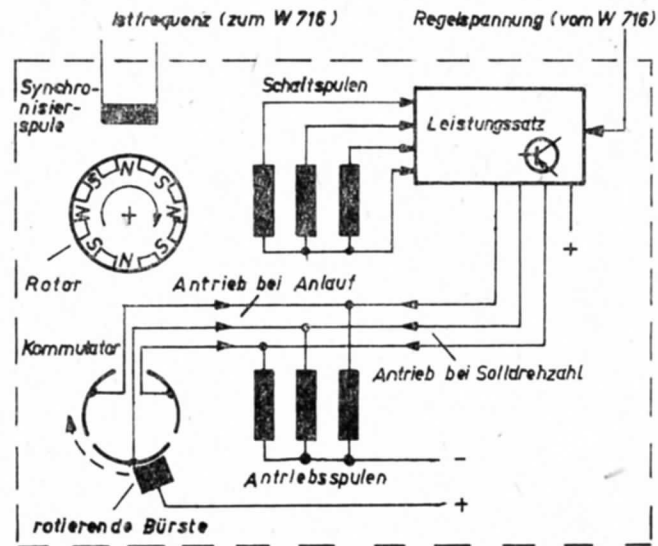 Istfrequenz (zum W 716)
Regelspannung (vom W 716)
Synchro-
nisier-
spule
Schaltspulen
Leistungssatz
N
S
N
S
N
S
N
S
+
Rotor
+
Antrieb bei Anlauf
Kommutator
Antrieb bei Solldrehzahl
Antriebsspulen
-
+
rotierende Bürste